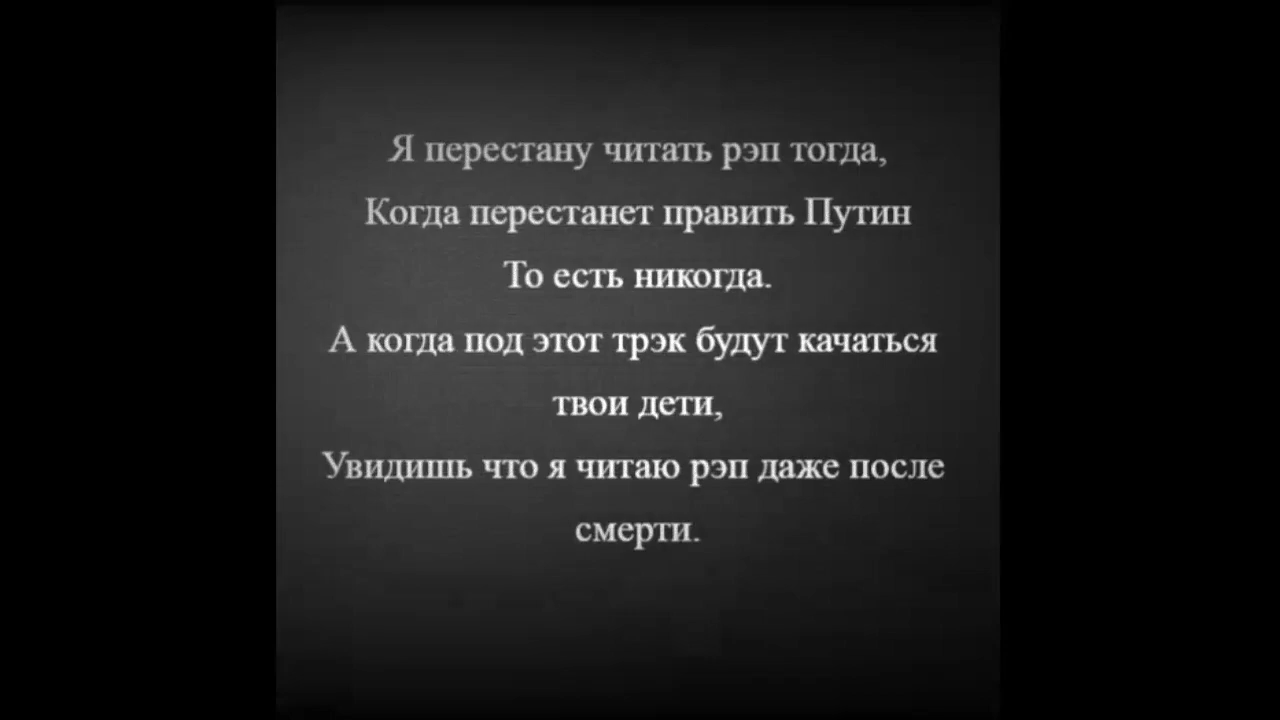 Я перестану читать рэп тогда,
Когда перестанет править Путин
То есть никогда.
А когда под этот трэк будут качаться
твои дети,
Увидишь что я читаю рэп даже после
смерти.